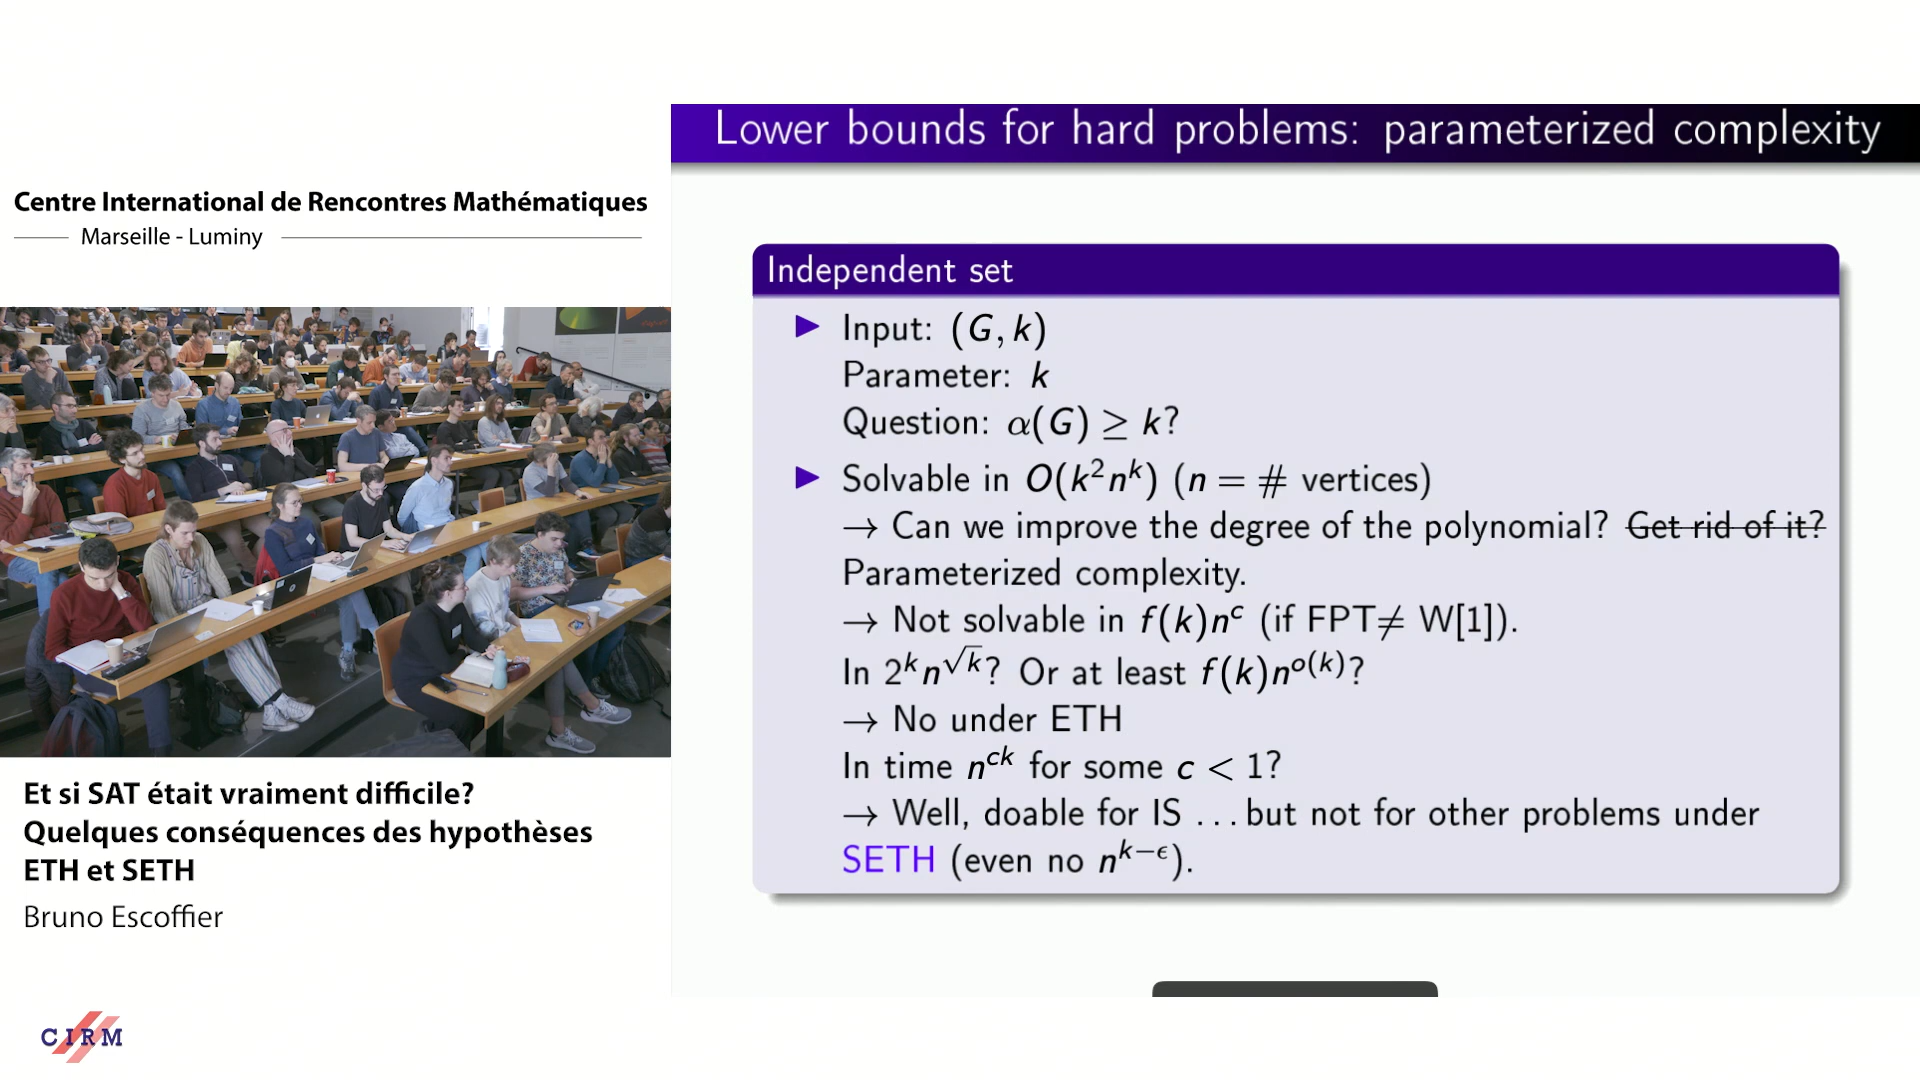 Lower bounds for hard problems: parameterized complexity
Centre International de Rencontres Mathématiques
Marseille - Luminy
Independent set
Input: (G, k)
Parameter: k
Question: α(G) ≥ k?
Solvable in O(k²nᵏ) (n = # vertices)
→ Can we improve the degree of the polynomial? Get rid of it?
Parameterized complexity.
→ Not solvable in f(k)nᶜ (if FPT≠ W[1]).
In 2ᵏn^√k? Or at least f(k)n^o(k)?
→ No under ETH
In time n^ck for some c < 1?
→ Well, doable for IS ...but not for other problems under
SETH (even no n^k−ϵ).
Et si SAT était vraiment difficile?
Quelques conséquences des hypothèses
ETH et SETH
Bruno Escoffier
CIRM